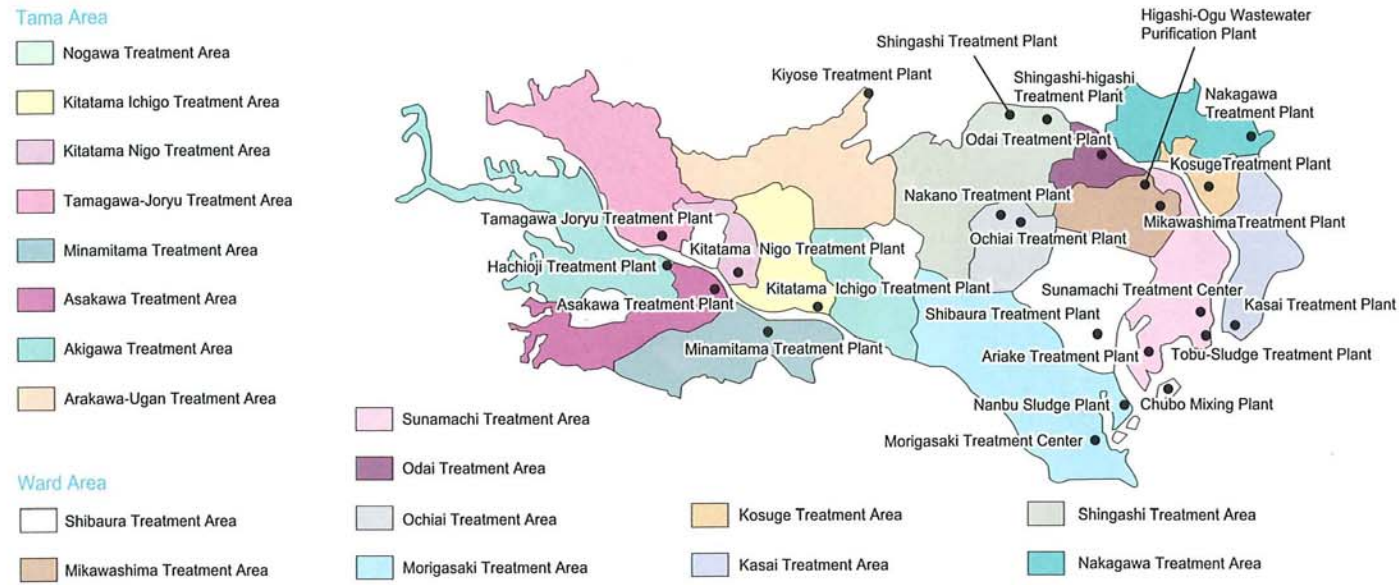 Tama Area
Nogawa Treatment Area
Kitatama Ichigo Treatment Area
Kitatama Nigo Treatment Area
Tamagawa-Joryu Treatment Area
Minamitama Treatment Area
Asakawa Treatment Area
Akigawa Treatment Area
Arakawa-Ugan Treatment Area
Ward Area
Shibaura Treatment Area
Mikawashima Treatment Area
Sunamachi Treatment Area
Odai Treatment Area
Ochiai Treatment Area
Morigasaki Treatment Area
Kosuge Treatment Area
Kasai Treatment Area
Shingashi Treatment Area
Nakagawa Treatment Area
Higashi-Ogu Wastewater
Purification Plant
Shingashi Treatment Plant
Kiyose Treatment Plant
Shingashi-higashi
Treatment Plant
Nakagawa
Treatment Plant
Odai Treatment Plant
KosugeTreatment Plant
Nakano Treatment Plant
Tamagawa Joryu Treatment Plant
MikawashimaTreatment Plant
Ochiai Treatment Plant
Kitatama Nigo Treatment Plant
Hachioji Treatment Plant
Kitatama Ichigo Treatment Plant
Sunamachi Treatment Center
Asakawa Treatment Plant
Kasai Treatment Plant
Shibaura Treatment Plant
Minamitama Treatment Plant
Ariake Treatment Plant
Tobu-Sludge Treatment Plant
Nanbu Sludge Plant
Chubo Mixing Plant
Morigasaki Treatment Center